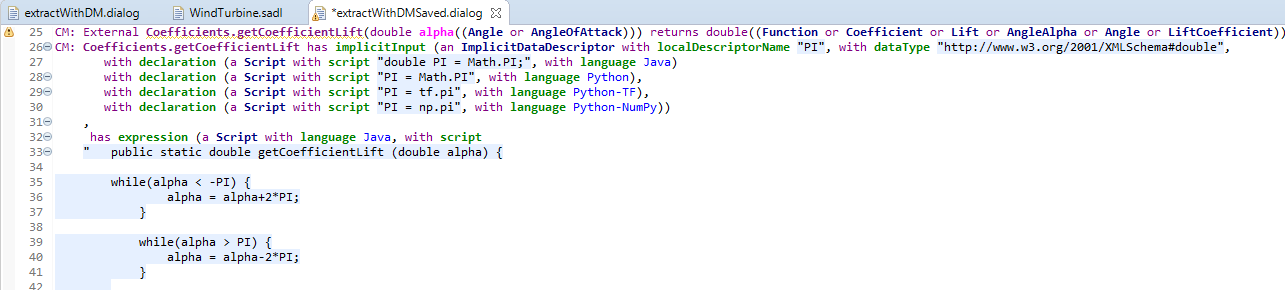 extractWithDM.dialog WindTurbine.sadl *extractWithDMSaved.dialog
25 CM: External Coefficients.getCoefficientLift(double alpha((Angle or AngleOfAttack))) returns double((Function or Coefficient or Lift or AngleAlpha or Angle or LiftCoefficient))
26 CM: Coefficients.getCoefficientLift has implicitInput (an ImplicitDataDescriptor with localDescriptorName "PI", with dataType "http://www.w3.org/2001/XMLSchema#double",
27 with declaration (a Script with script "double PI = Math.PI;", with language Java)
28 with declaration (a Script with script "PI = Math.PI", with language Python),
29 with declaration (a Script with script "PI = tf.pi", with language Python-TF),
30 with declaration (a Script with script "PI = np.pi", with language Python-NumPy))
31 ,
32 has expression (a Script with language Java, with script
33 " public static double getCoefficientLift (double alpha) {
34
35 while(alpha < -PI) {
36 alpha = alpha+2*PI;
37 }
38
39 while(alpha > PI) {
40 alpha = alpha-2*PI;
41 }
42